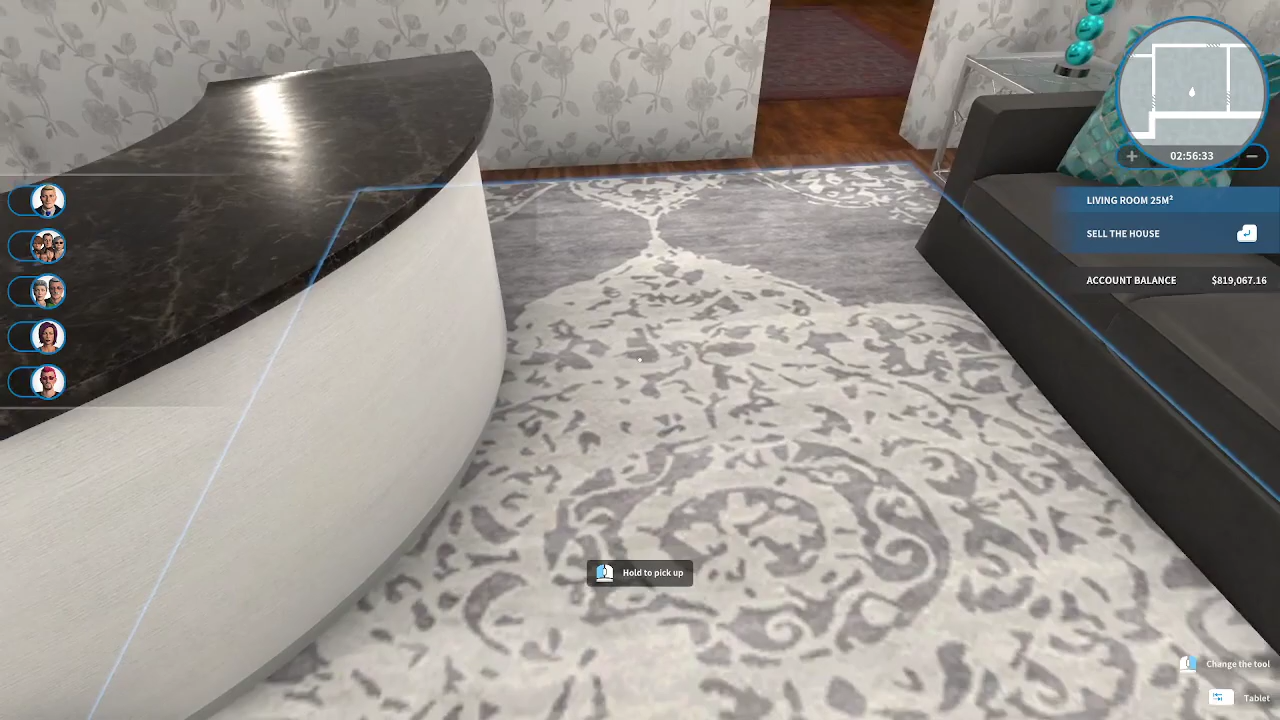 02:56:33
LIVING ROOM 25M²
SELL THE HOUSE
ACCOUNT BALANCE $819,067.16
Hold to pick up
Change the tool
Tablet